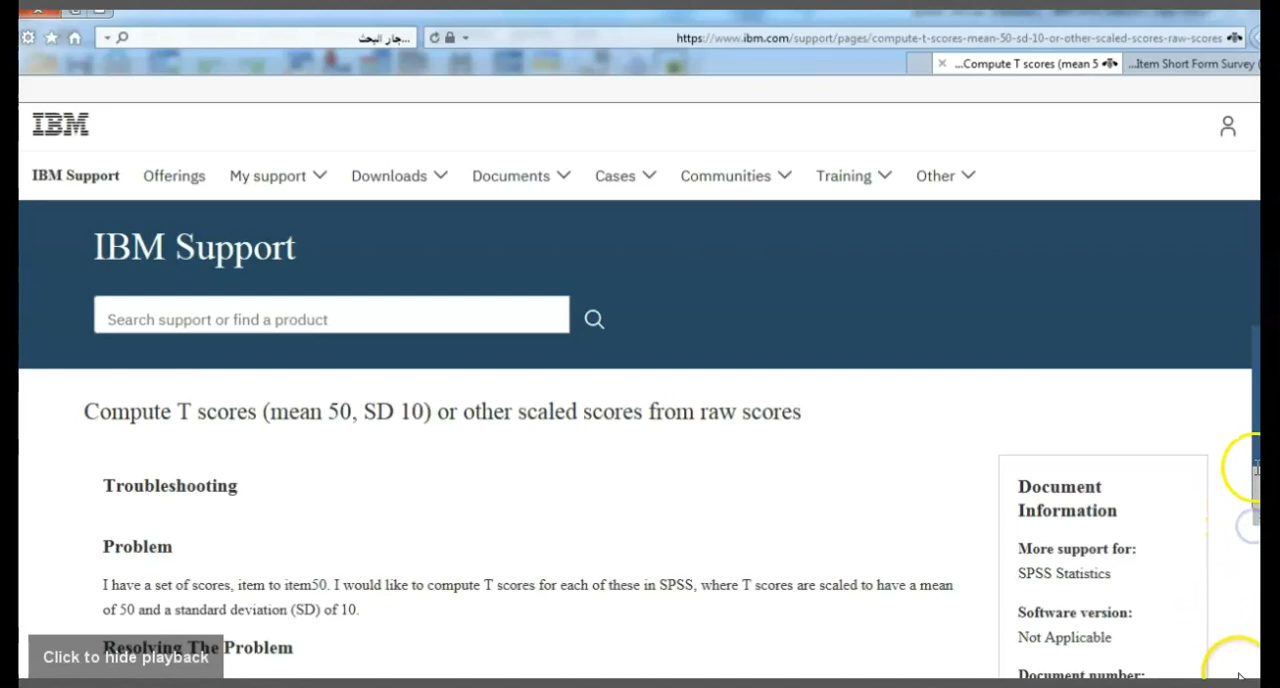 ...جار البحث
https://www.ibm.com/support/pages/compute-t-scores-mean-50-sd-10-or-other-scaled-scores-raw-scores
...Compute T scores (mean 5
...Item Short Form Survey (
IBM
IBM Support Offerings My support Downloads Documents Cases Communities Training Other
IBM Support
Search support or find a product
Compute T scores (mean 50, SD 10) or other scaled scores from raw scores
Troubleshooting
Problem
I have a set of scores, item to item50. I would like to compute T scores for each of these in SPSS, where T scores are scaled to have a mean
of 50 and a standard deviation (SD) of 10.
Resolving The Problem
Click to hide playback
Document
Information
More support for:
SPSS Statistics
Software version:
Not Applicable
Document number: